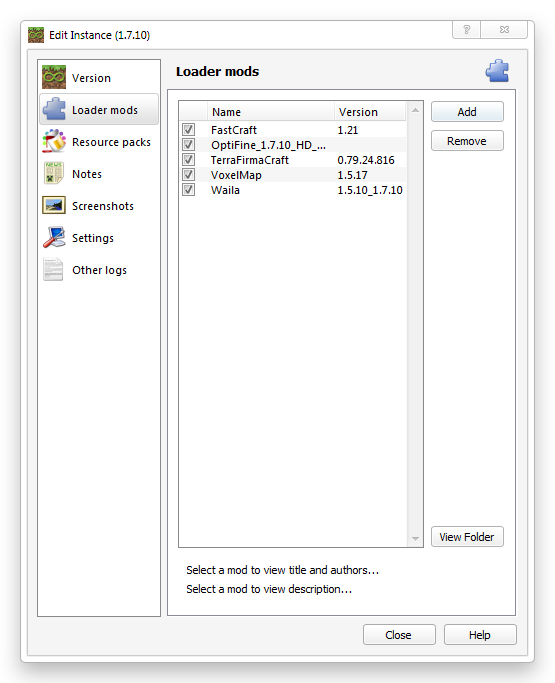 Edit Instance (1.7.10)
?
Version
Loader mods
Resource packs
NEWS
Notes
Screenshots
Settings
Other logs
Loader mods
Name Version
FastCraft 1.21
OptiFine_1.7.10_HD_...
TerraFirmaCraft 0.79.24.816
VoxelMap 1.5.17
Waila 1.5.10_1.7.10
Add
Remove
View Folder
Select a mod to view title and authors...
Select a mod to view description...
Close Help